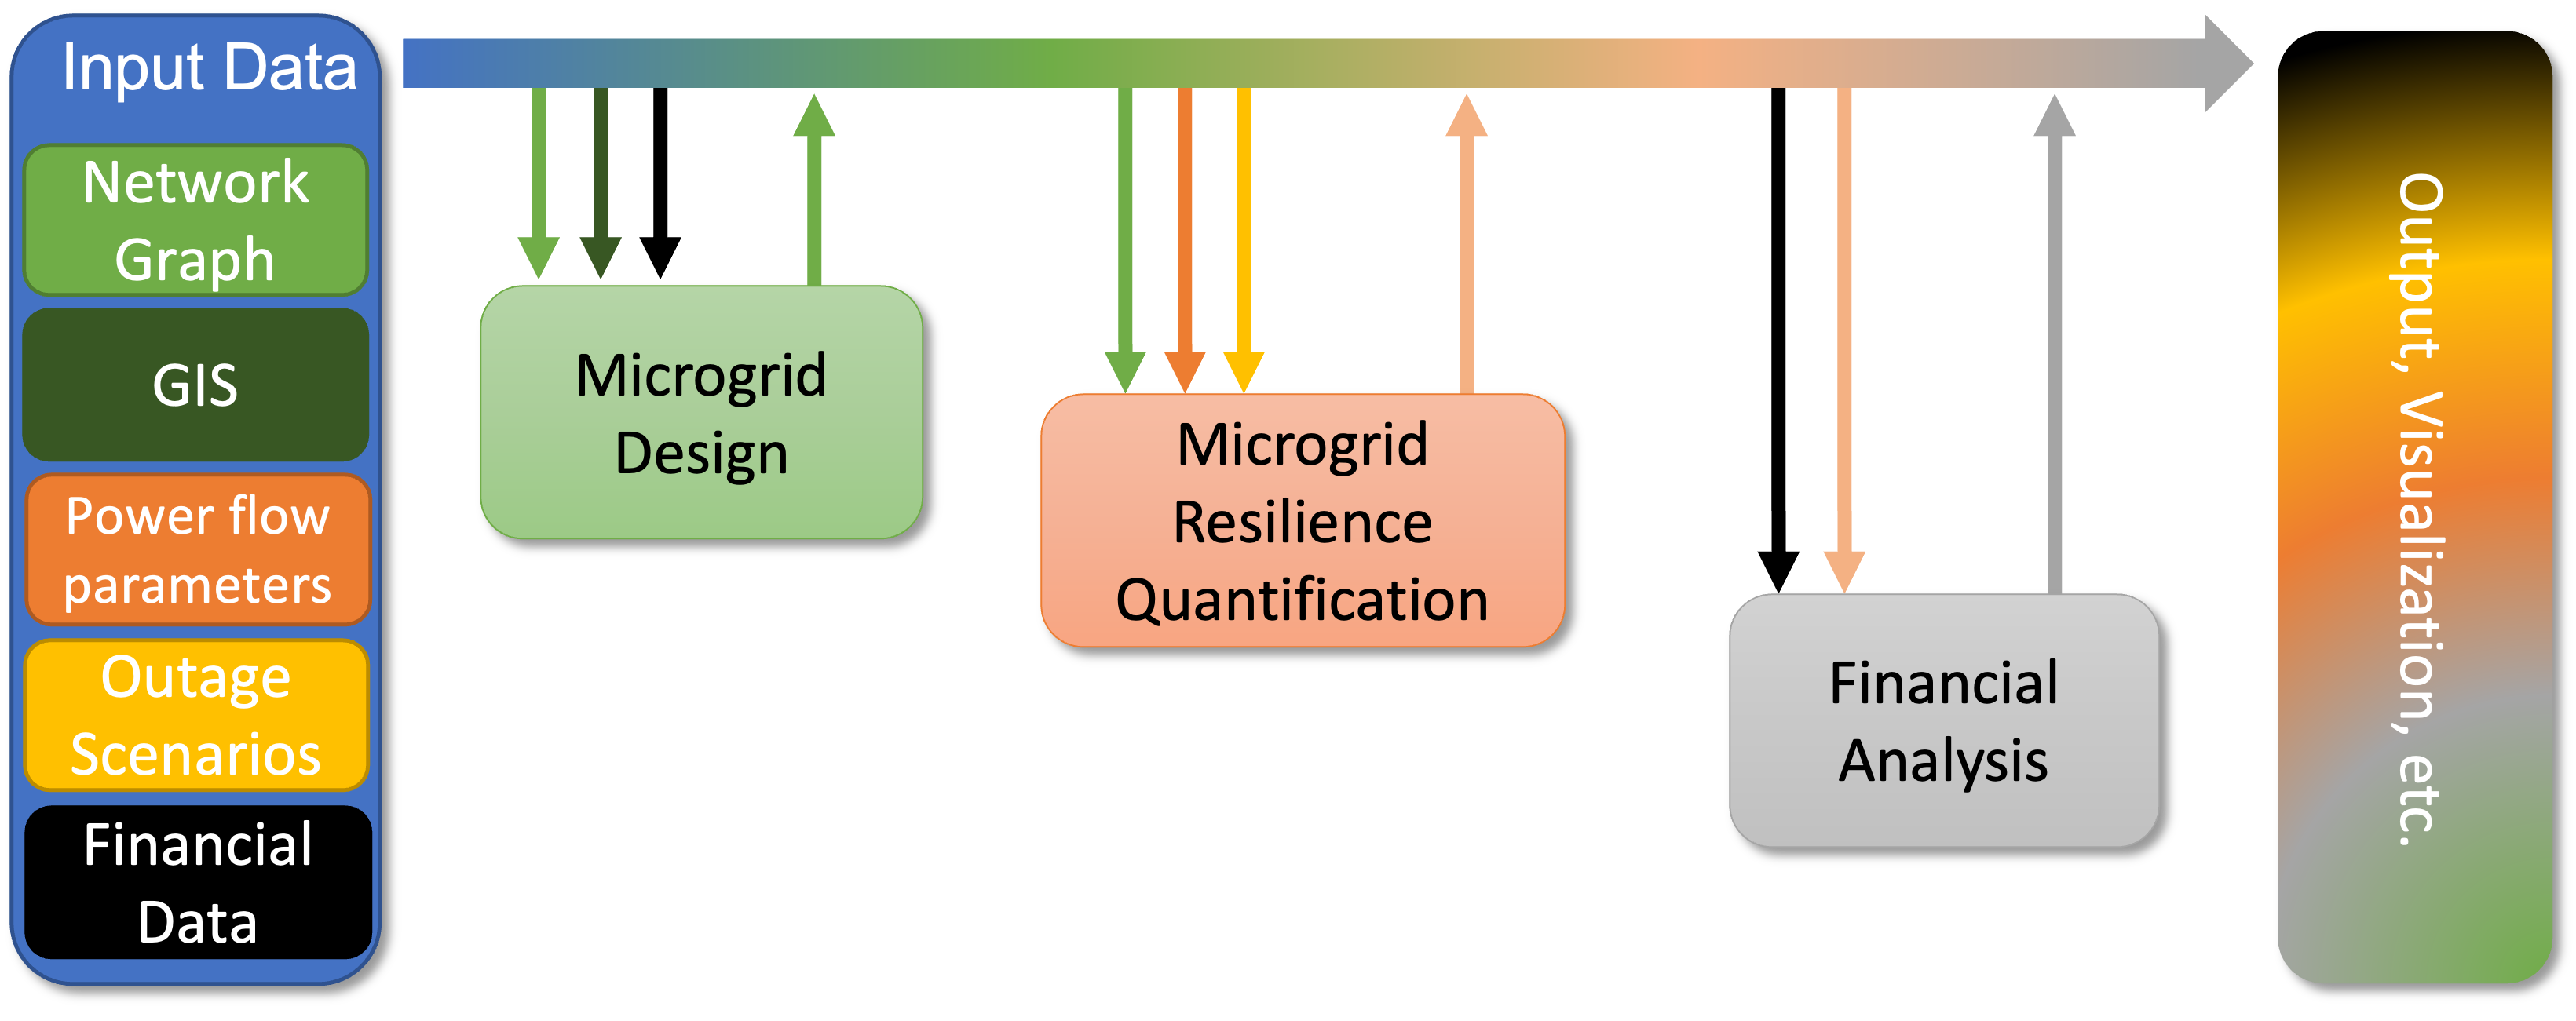 Input Data
Network
Graph
GIS
Power flow
parameters
Outage
Scenarios
Financial
Data
Microgrid
Design
Microgrid
Resilience
Quantification
Financial
Analysis
Output, Visualization, etc.